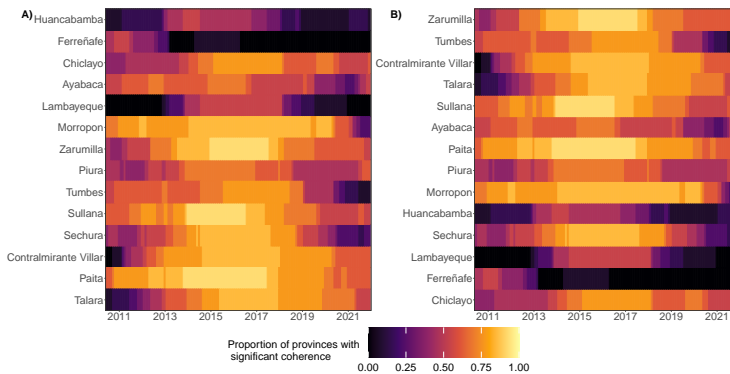 A)
Huancabamba
Ferreñafe
Chiclayo
Ayabaca
Lambayeque
Morropon
Zarumilla
Piura
Tumbes
Sullana
Sechura
Contralmirante Villar
Paita
Talara
2011 2013 2015 2017 2019 2021
B)
Zarumilla
Tumbes
Contralmirante Villar
Talara
Sullana
Ayabaca
Paita
Piura
Morropon
Huancabamba
Sechura
Lambayeque
Ferreñafe
Chiclayo
2011 2013 2015 2017 2019 2021
Proportion of provinces with
significant coherence
0.00 0.25 0.50 0.75 1.00